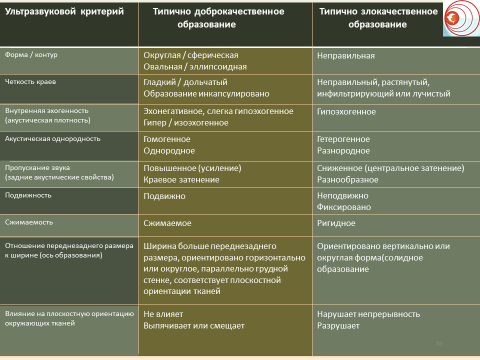 Ультразвуковой критерий
Типично доброкачественное
образование
Типично злокачественное
образование
Форма / контур
Округлая / сферическая
Овальная / эллипсоидная
Неправильная
Четкость краев
Гладкий / дольчатый
Образование инкапсулировано
Неправильный, растянутый,
инфильтрирующий или лучистый
Внутренняя эхогенность
(акустическая плотность)
Эхонегативное, слегка гипоэхогенное
Гипер / изоэхогенное
Гипоэхогенное
Акустическая однородность
Гомогенное
Однородное
Гетерогенное
Разнородное
Пропускание звука
(задние акустические свойства)
Повышенное (усиление)
Краевое затенение
Сниженное (центральное затенение)
Разнообразное
Подвижность
Подвижно
Неподвижно
Фиксировано
Сжимаемость
Сжимаемое
Ригидное
Отношение переднезаднего размера
к ширине (ось образования)
Ширина больше переднезаднего
размера, ориентировано горизонтально
или округлое, параллельно грудной
стенке, соответствует плоскостной
ориентации тканей
Ориентировано вертикально или
округлая форма(солидное
образование
Влияние на плоскостную ориентацию
окружающих тканей
Не влияет
Выпячивает или смещает
Нарушает непрерывность
Разрушает